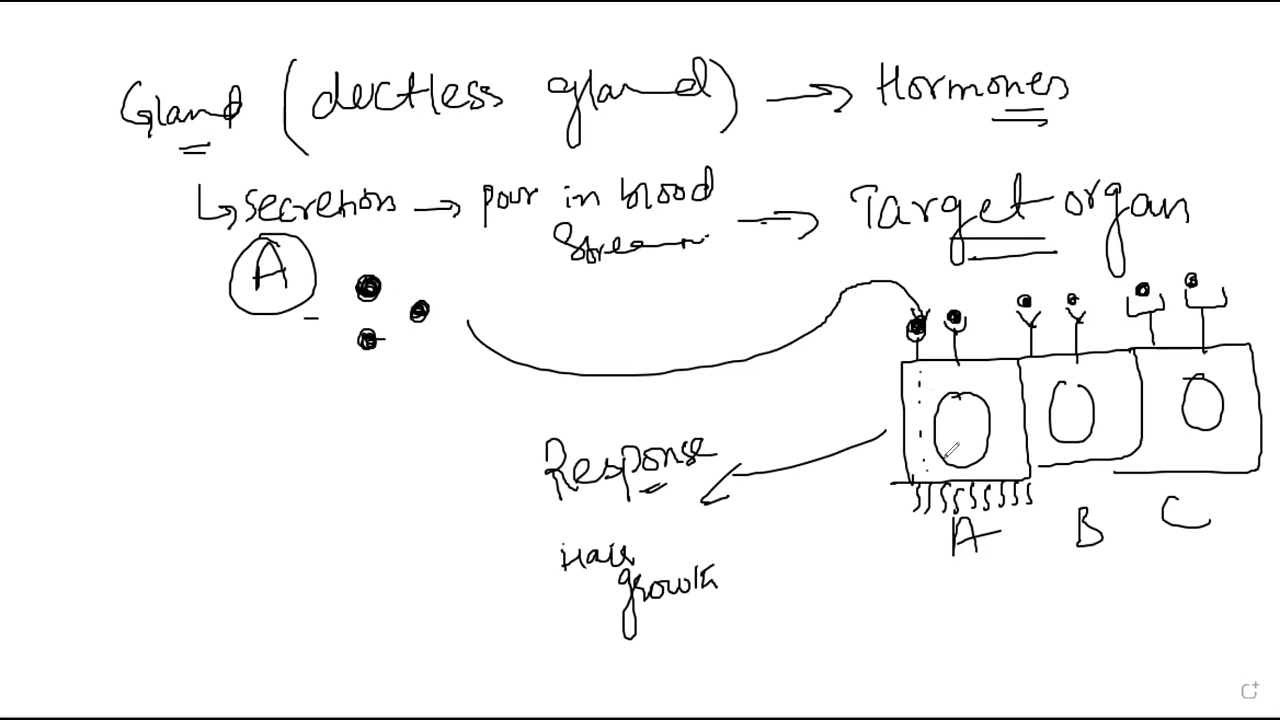 Gland (ductless gland) → Hormones
↳ secretion → pour in blood stream → Target organ
A
Response
Hair growth
A B C